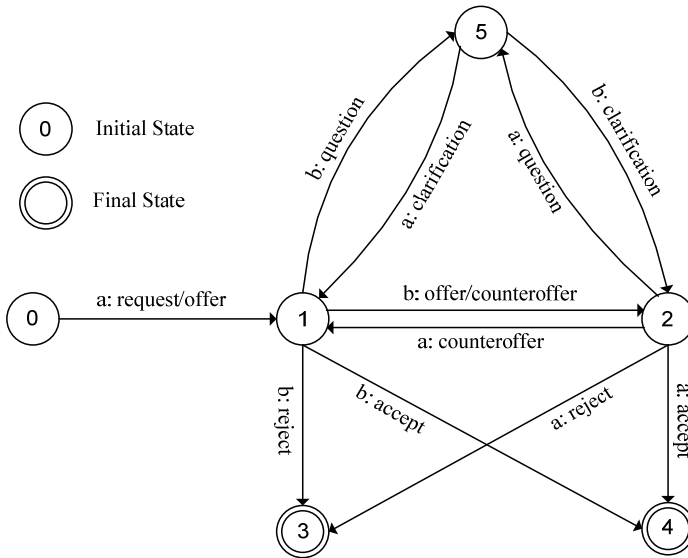 5
0
Initial State
Final State
b: question
a: clarification
a: question
b: clarification
0
a: request/offer
1
b: offer/counteroffer
a: counteroffer
2
b: reject
b: accept
a: reject
a: accept
3
4